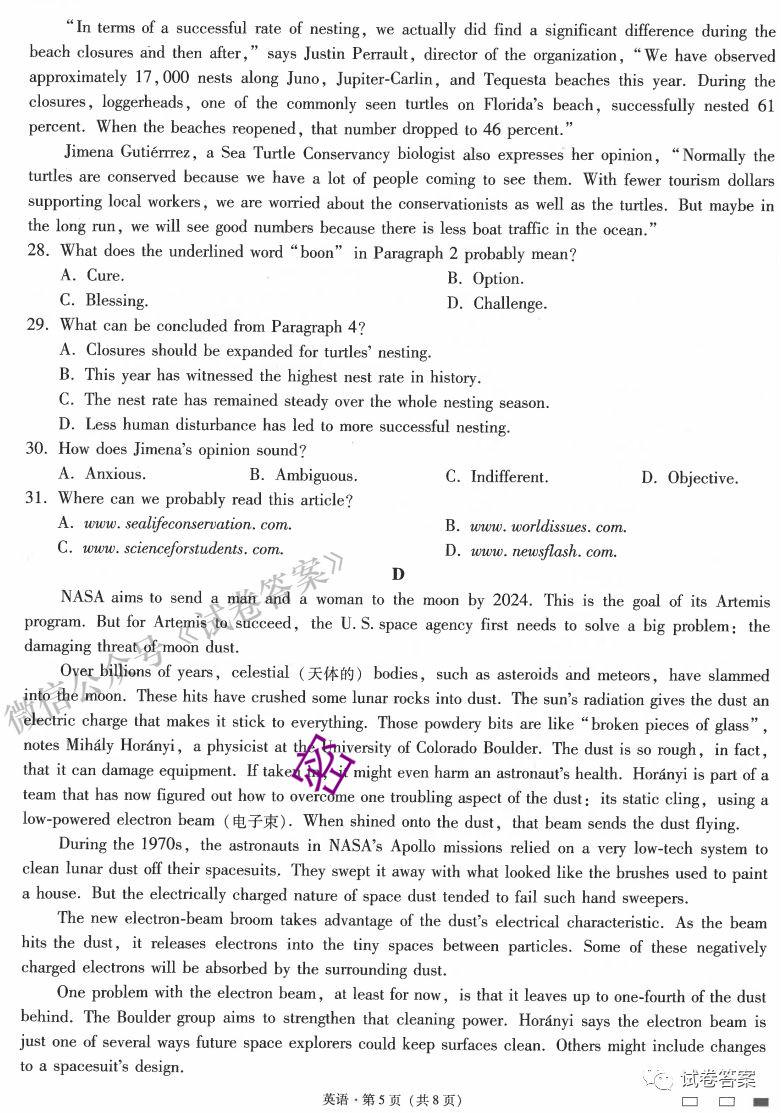 “In terms of a successful rate of nesting, we actually did find a significant difference during the
beach closures and then after,” says Justin Perrault, director of the organization, “We have observed
approximately 17,000 nests along Juno, Jupiter-Carlin, and Tequesta beaches this year. During the
closures, loggerheads, one of the commonly seen turtles on Florida's beach, successfully nested 61
percent. When the beaches reopened, that number dropped to 46 percent.”
Jimena Gutiérrrez, a Sea Turtle Conservancy biologist also expresses her opinion, “Normally the
turtles are conserved because we have a lot of people coming to see them. With fewer tourism dollars
supporting local workers, we are worried about the conservationists as well as the turtles. But maybe in
the long run, we will see good numbers because there is less boat traffic in the ocean.”
28. What does the underlined word “boon” in Paragraph 2 probably mean?
A. Cure. B. Option.
C. Blessing. D. Challenge.
29. What can be concluded from Paragraph 4?
A. Closures should be expanded for turtles' nesting.
B. This year has witnessed the highest nest rate in history.
C. The nest rate has remained steady over the whole nesting season.
D. Less human disturbance has led to more successful nesting.
30. How does Jimena's opinion sound?
A. Anxious. B. Ambiguous. C. Indifferent. D. Objective.
31. Where can we probably read this article?
A. www. sealifeconservation. com. B. www. worldissues. com.
C. www. scienceforstudents. com. D. www. newsflash. com.
D
NASA aims to send a man and a woman to the moon by 2024. This is the goal of its Artemis
program. But for Artemis to succeed, the U. S. space agency first needs to solve a big problem: the
damaging threat of moon dust.
Over billions of years, celestial (天体的) bodies, such as asteroids and meteors, have slammed
into the moon. These hits have crushed some lunar rocks into dust. The sun's radiation gives the dust an
electric charge that makes it stick to everything. Those powdery bits are like “broken pieces of glass”,
notes Mihály Horányi, a physicist at the University of Colorado Boulder. The dust is so rough, in fact,
that it can damage equipment. If taken in, it might even harm an astronaut's health. Horányi is part of a
team that has now figured out how to overcome one troubling aspect of the dust: its static cling, using a
low-powered electron beam (电子束). When shined onto the dust, that beam sends the dust flying.
During the 1970s, the astronauts in NASA's Apollo missions relied on a very low-tech system to
clean lunar dust off their spacesuits. They swept it away with what looked like the brushes used to paint
a house. But the electrically charged nature of space dust tended to fail such hand sweepers.
The new electron-beam broom takes advantage of the dust's electrical characteristic. As the beam
hits the dust, it releases electrons into the tiny spaces between particles. Some of these negatively
charged electrons will be absorbed by the surrounding dust.
One problem with the electron beam, at least for now, is that it leaves up to one-fourth of the dust
behind. The Boulder group aims to strengthen that cleaning power. Horányi says the electron beam is
just one of several ways future space explorers could keep surfaces clean. Others might include changes
to a spacesuit's design.
微信公众号《试卷答案》
试卷答案
英语·第5页(共8页)